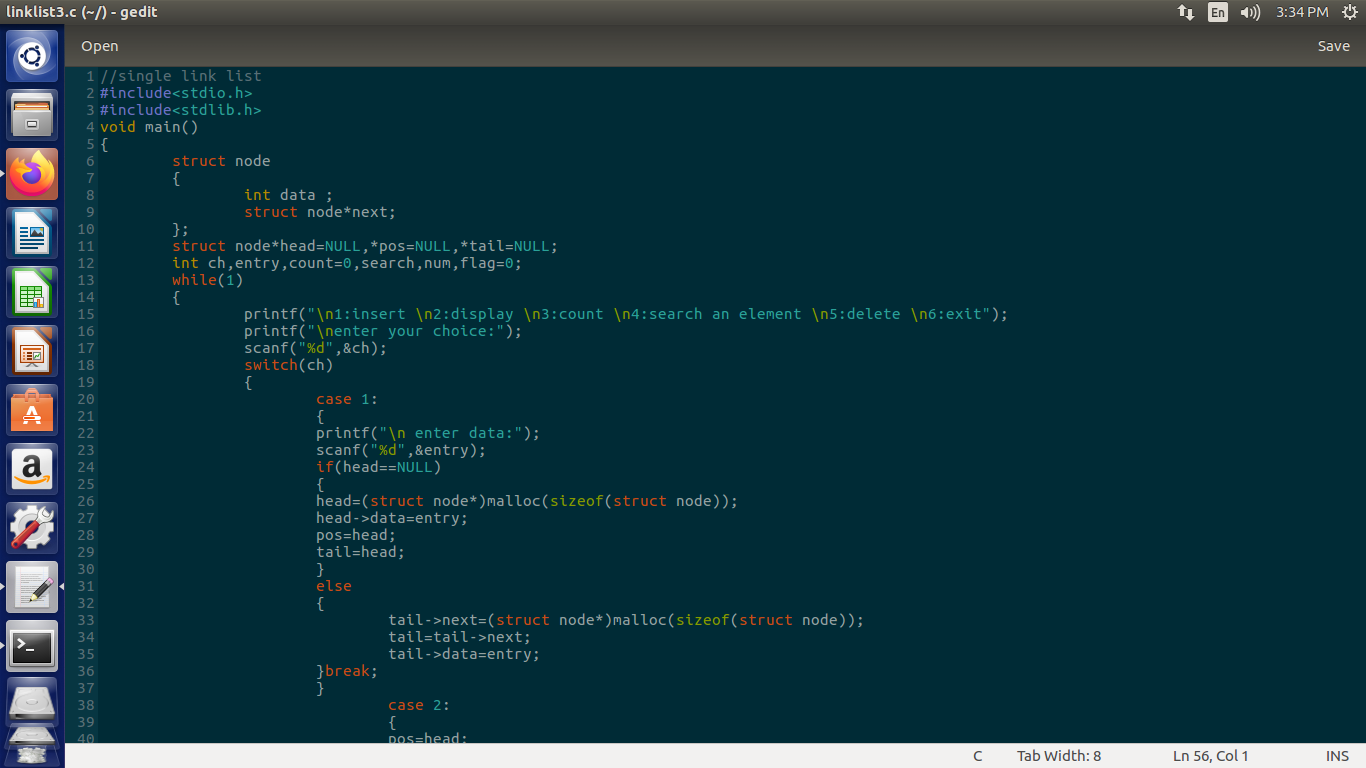 linklist3.c (~/) - gedit
En
3:34 PM
Open
Save
1 //single link list
2 #include<stdio.h>
3 #include<stdlib.h>
4 void main()
5 {
6         struct node
7         {
8                 int data ;
9                 struct node*next;
10         };
11         struct node*head=NULL,*pos=NULL,*tail=NULL;
12         int ch,entry,count=0,search,num,flag=0;
13         while(1)
14         {
15                 printf("\n1:insert \n2:display \n3:count \n4:search an element \n5:delete \n6:exit");
16                 printf("\nenter your choice:");
17                 scanf("%d",&ch);
18                 switch(ch)
19                 {
20                         case 1:
21                         {
22                         printf("\n enter data:");
23                         scanf("%d",&entry);
24                         if(head==NULL)
25                         {
26                         head=(struct node*)malloc(sizeof(struct node));
27                         head->data=entry;
28                         pos=head;
29                         tail=head;
30                         }
31                         else
32                         {
33                                 tail->next=(struct node*)malloc(sizeof(struct node));
34                                 tail=tail->next;
35                                 tail->data=entry;
36                         }break;
37                         }
38                                 case 2:
39                                 {
40                                 pos=head;
C
Tab Width: 8
Ln 56, Col 1
INS